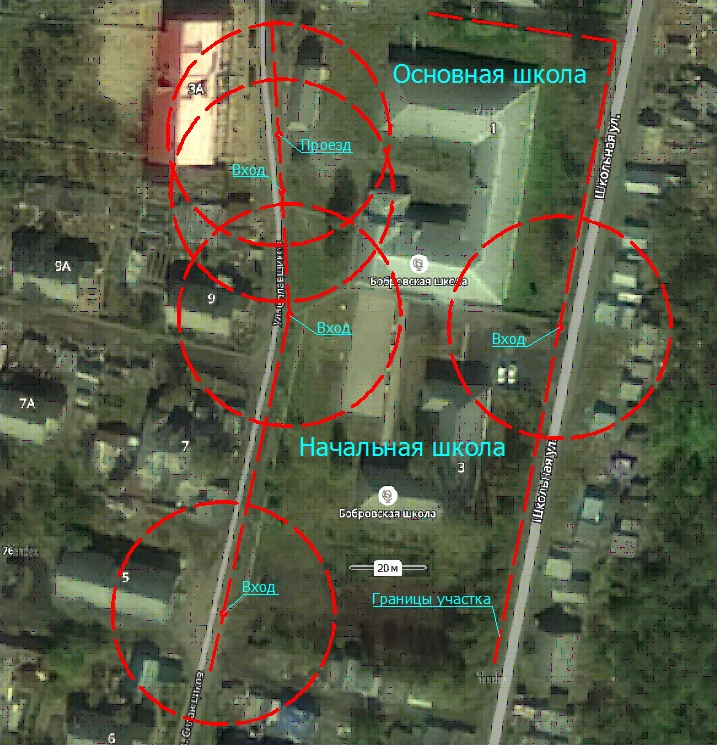 Основная школа
3А
1
Проезд
Вход
Школьная ул.
9А
9
Бобровская школа
Вход
Вход
7А
7
Начальная школа
3
Школьная ул.
Бобровская школа
76
20 м
5
Вход
Границы участка
6